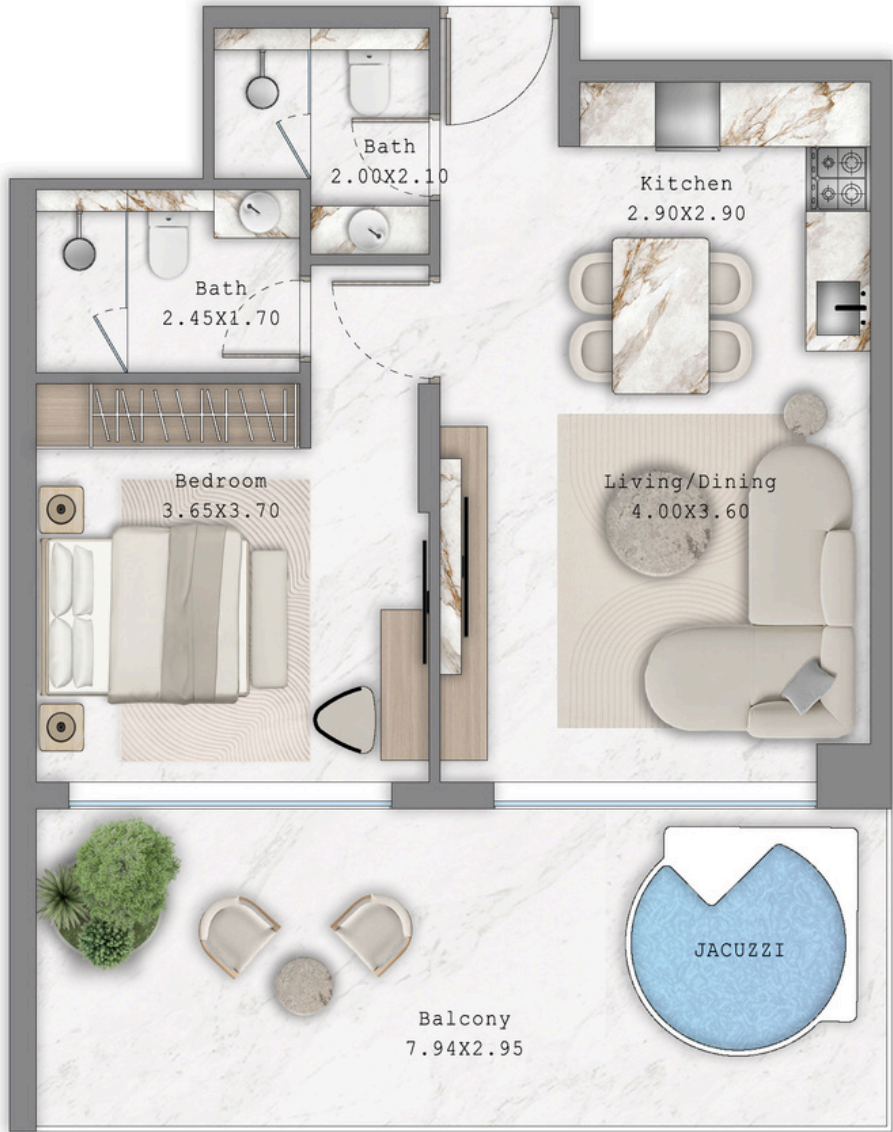 Bath
2.00X2.10
Kitchen
2.90X2.90
Bath
2.45X1.70
Bedroom
3.65X3.70
Living/Dining
4.00X3.60
JACUZZI
Balcony
7.94X2.95